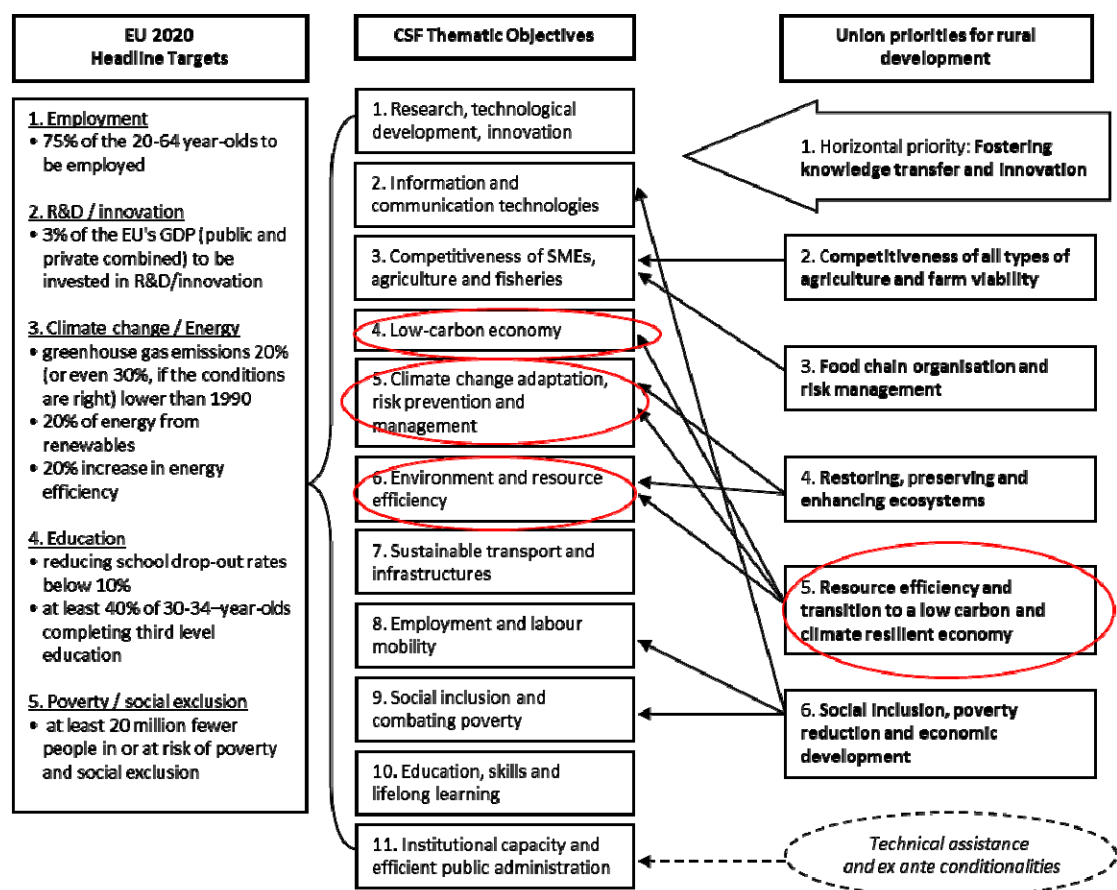 EU 2020
Headline Targets
1. Employment
• 75% of the 20-64 year-olds to
be employed
2. R&D / innovation
• 3% of the EU's GDP (public and
private combined) to be
invested in R&D/innovation
3. Climate change / Energy
• greenhouse gas emissions 20%
(or even 30%, if the conditions
are right) lower than 1990
• 20% of energy from
renewables
• 20% increase in energy
efficiency
4. Education
• reducing school drop-out rates
below 10%
• at least 40% of 30-34–year-olds
completing third level
education
5. Poverty / social exclusion
• at least 20 million fewer
people in or at risk of poverty
and social exclusion
CSF Thematic Objectives
1. Research, technological
development, innovation
2. Information and
communication technologies
3. Competitiveness of SMEs,
agriculture and fisheries
4. Low-carbon economy
5. Climate change adaptation,
risk prevention and
management
6. Environment and resource
efficiency
7. Sustainable transport and
infrastructures
8. Employment and labour
mobility
9. Social inclusion and
combating poverty
10. Education, skills and
lifelong learning
11. Institutional capacity and
efficient public administration
Union priorities for rural
development
1. Horizontal priority: Fostering
knowledge transfer and Innovation
2. Competitiveness of all types of
agriculture and farm viability
3. Food chain organisation and
risk management
4. Restoring, preserving and
enhancing ecosystems
5. Resource efficiency and
transition to a low carbon and
climate resilient economy
6. Social Inclusion, poverty
reduction and economic
development
Technical assistance
and ex ante conditionalities